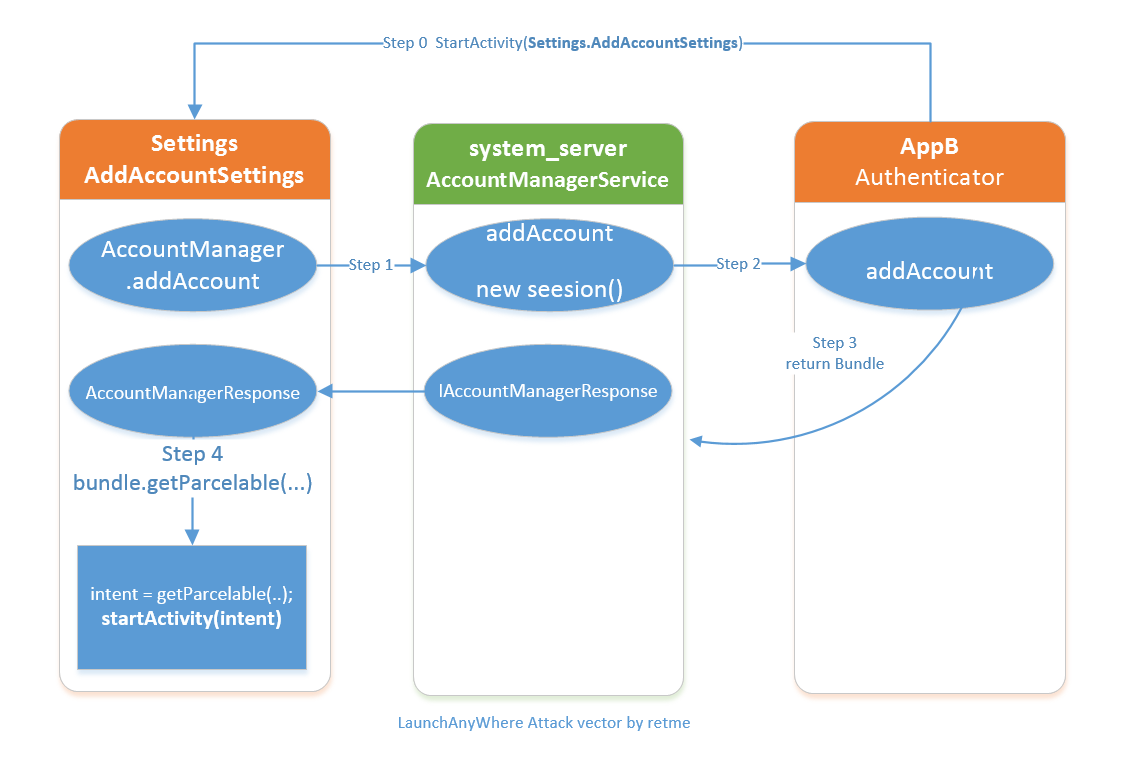 Step 0 StartActivity(Settings.AddAccountSettings)
Settings
AddAccountSettings
system_server
AccountManagerService
AppB
Authenticator
AccountManager
.addAccount
Step 1
addAccount
new seesion()
Step 2
addAccount
Step 3
return Bundle
AccountManagerResponse
IAccountManagerResponse
Step 4
bundle.getParcelable(...)
intent = getParcelable(..);
startActivity(intent)
LaunchAnyWhere Attack vector by retme